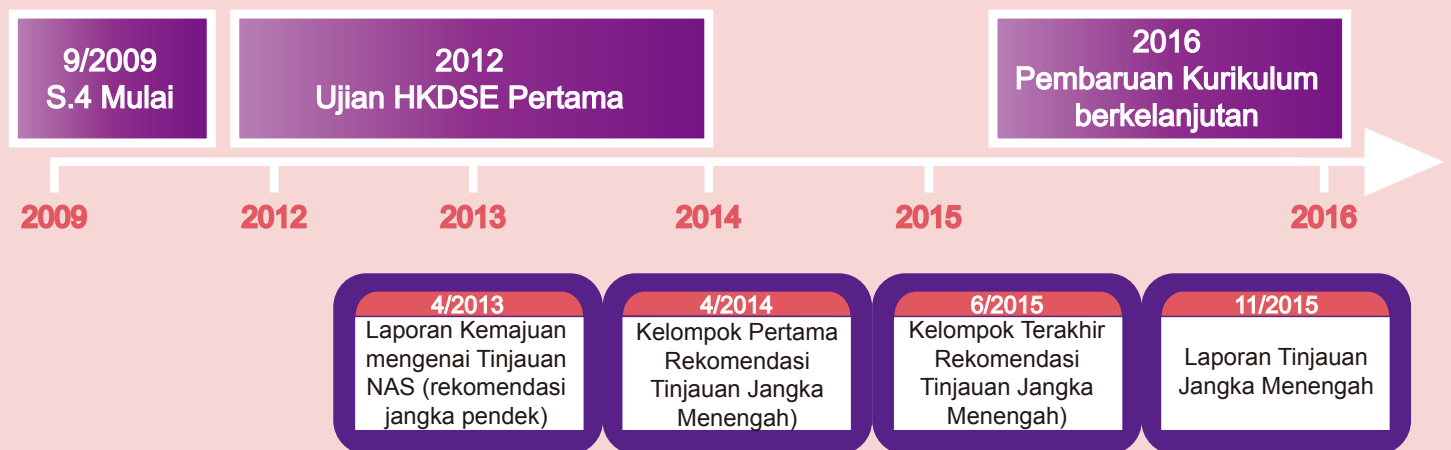 9/2009
S.4 Mulai
2012
Ujian HKDSE Pertama
2016
Pembaruan Kurikulum
berkelanjutan
2009
2012
2013
2014
2015
2016
4/2013
Laporan Kemajuan
mengenai Tinjauan
NAS (rekomendasi
jangka pendek)
4/2014
Kelompok Pertama
Rekomendasi
Tinjauan Jangka
Menengah)
6/2015
Kelompok Terakhir
Rekomendasi
Tinjauan Jangka
Menengah)
11/2015
Laporan Tinjauan
Jangka Menengah